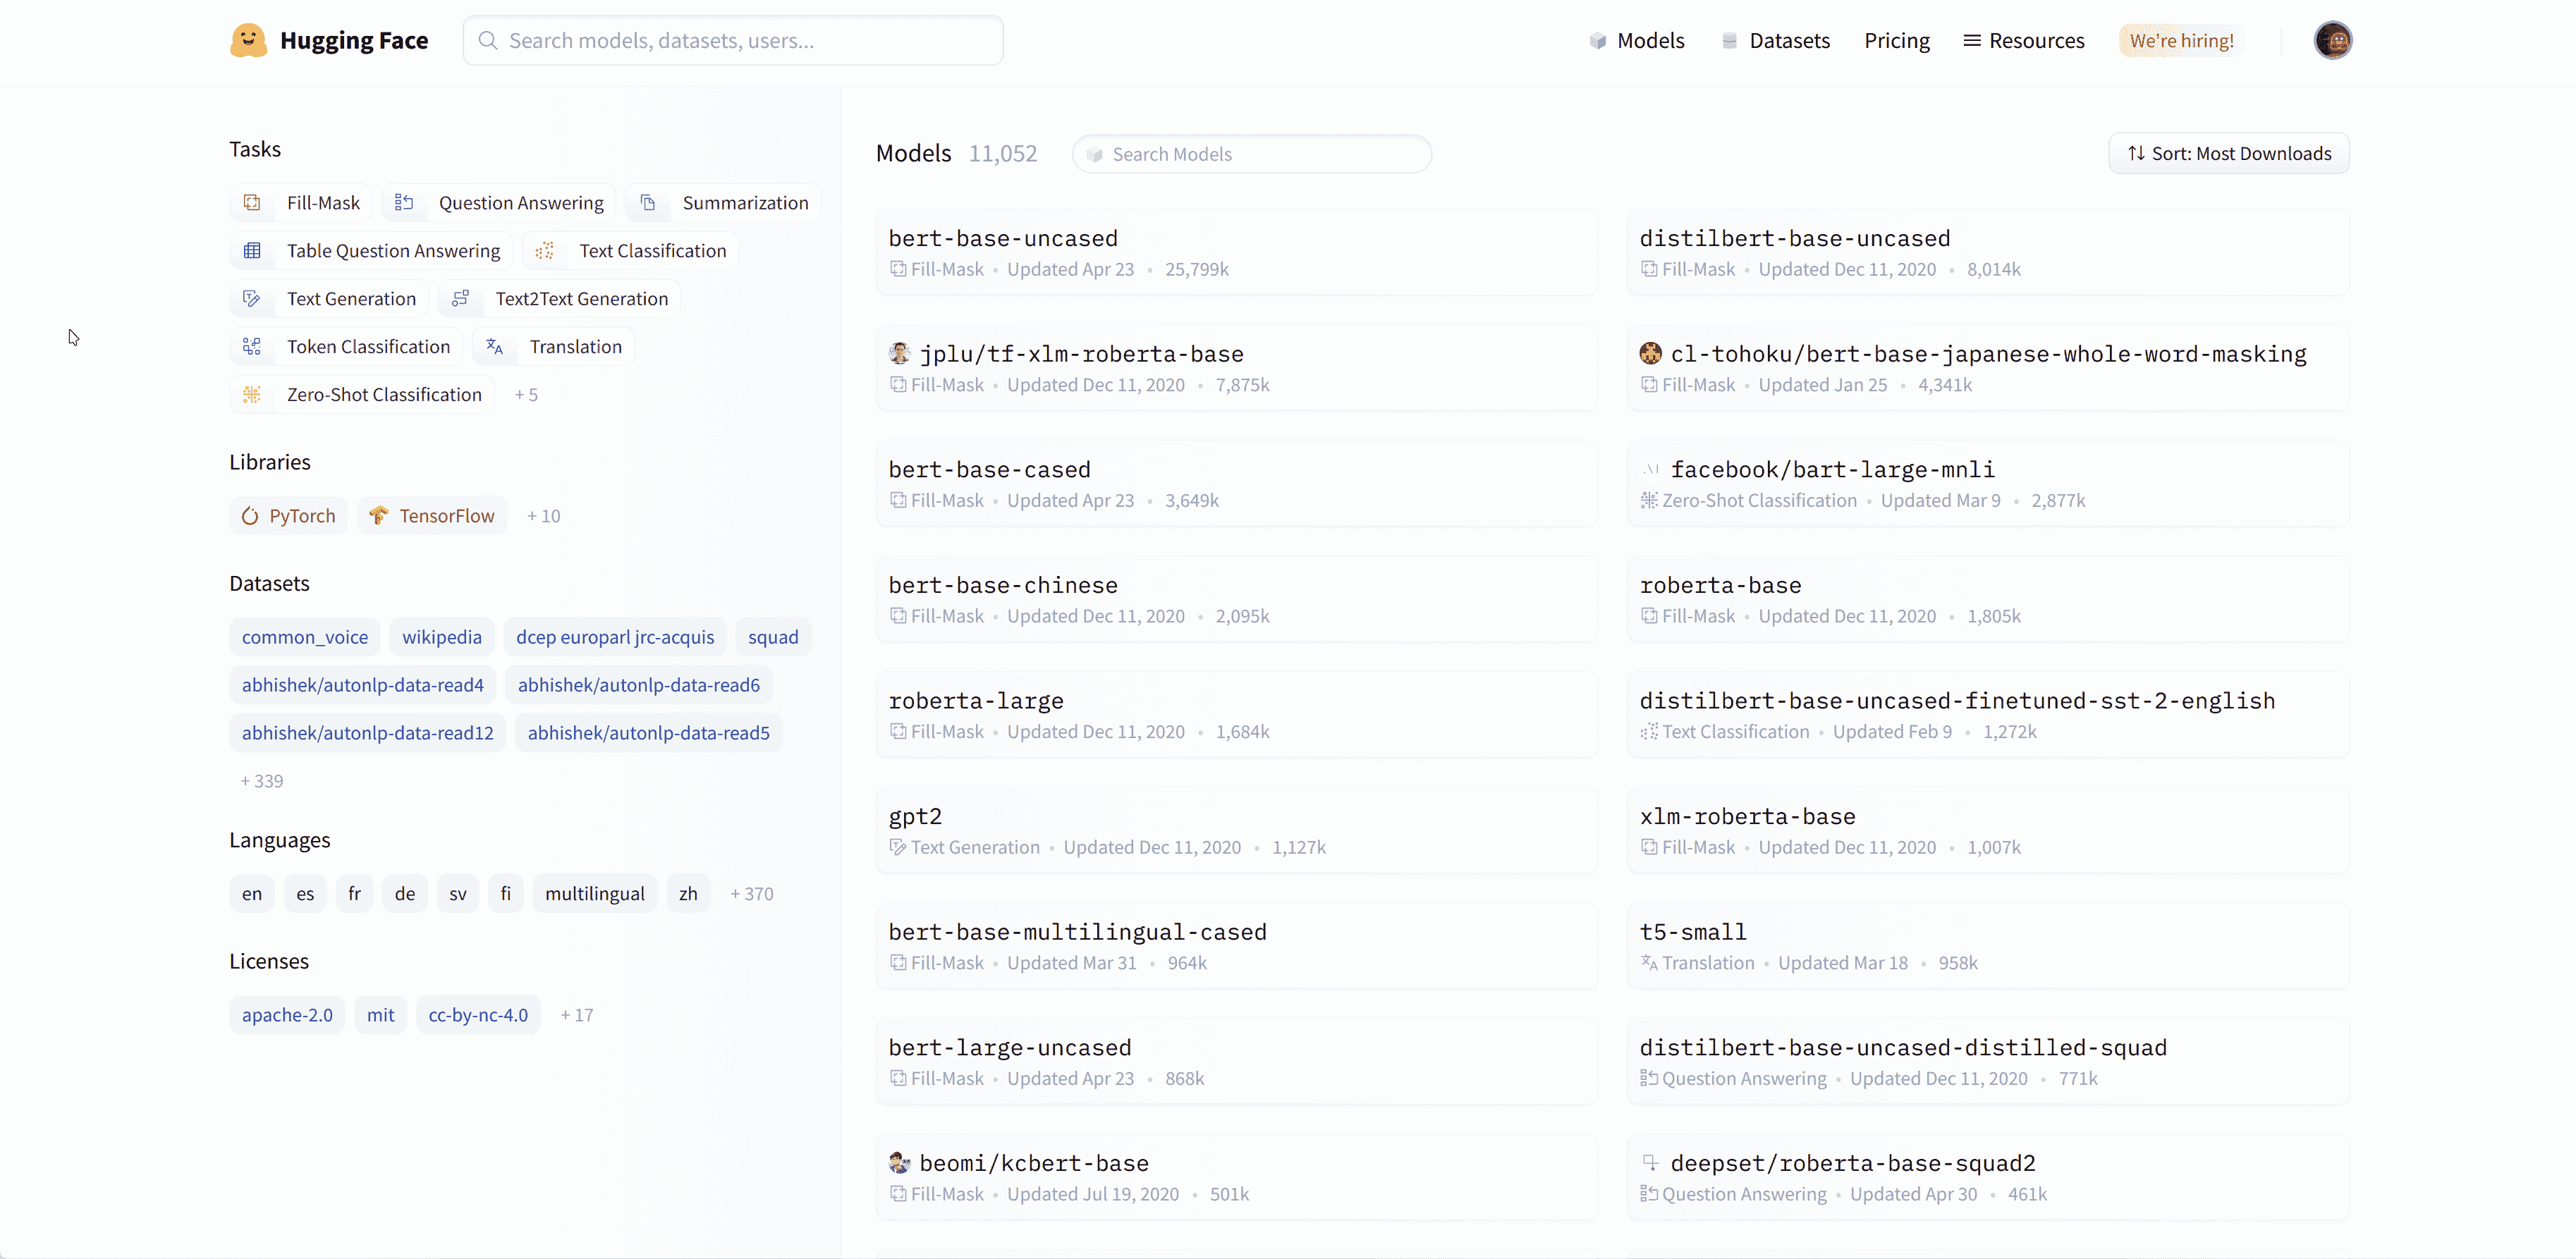 Hugging Face
Search models, datasets, users...
Models
Datasets
Pricing
Resources
We're hiring!
Tasks
Fill-Mask
Question Answering
Summarization
Table Question Answering
Text Classification
Text Generation
Text2Text Generation
Token Classification
Translation
Zero-Shot Classification
+ 5
Libraries
PyTorch
TensorFlow
+ 10
Datasets
common_voice
wikipedia
dcep europarl jrc-acquis
squad
abhishek/autonlp-data-read4
abhishek/autonlp-data-read6
abhishek/autonlp-data-read12
abhishek/autonlp-data-read5
+ 339
Languages
en
es
fr
de
sv
fi
multilingual
zh
+ 370
Licenses
apache-2.0
mit
cc-by-nc-4.0
+ 17
Models 11,052
Search Models
Sort: Most Downloads
bert-base-uncased
Fill-Mask • Updated Apr 23 • 25,799k
distilbert-base-uncased
Fill-Mask • Updated Dec 11, 2020 • 8,014k
jplu/tf-xlm-roberta-base
Fill-Mask • Updated Dec 11, 2020 • 7,875k
cl-tohoku/bert-base-japanese-whole-word-masking
Fill-Mask • Updated Jan 25 • 4,341k
bert-base-cased
Fill-Mask • Updated Apr 23 • 3,649k
facebook/bart-large-mnli
Zero-Shot Classification • Updated Mar 9 • 2,877k
bert-base-chinese
Fill-Mask • Updated Dec 11, 2020 • 2,095k
roberta-base
Fill-Mask • Updated Dec 11, 2020 • 1,805k
roberta-large
Fill-Mask • Updated Dec 11, 2020 • 1,684k
distilbert-base-uncased-finetuned-sst-2-english
Text Classification • Updated Feb 9 • 1,272k
gpt2
Text Generation • Updated Dec 11, 2020 • 1,127k
xlm-roberta-base
Fill-Mask • Updated Dec 11, 2020 • 1,007k
bert-base-multilingual-cased
Fill-Mask • Updated Mar 31 • 964k
t5-small
Translation • Updated Mar 18 • 958k
bert-large-uncased
Fill-Mask • Updated Apr 23 • 868k
distilbert-base-uncased-distilled-squad
Question Answering • Updated Dec 11, 2020 • 771k
beomi/kcbert-base
Fill-Mask • Updated Jul 19, 2020 • 501k
deepset/roberta-base-squad2
Question Answering • Updated Apr 30 • 461k